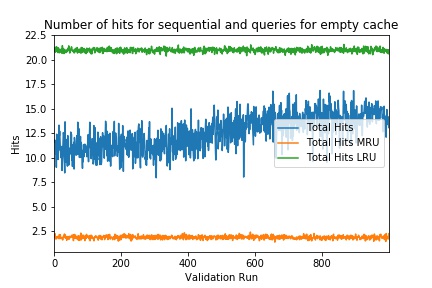 Number of hits for sequential and queries for empty cache
22.5
20.0
17.5
15.0
12.5
10.0
7.5
5.0
2.5
Hits
Total Hits
Total Hits MRU
Total Hits LRU
0 200 400 600 800
Validation Run